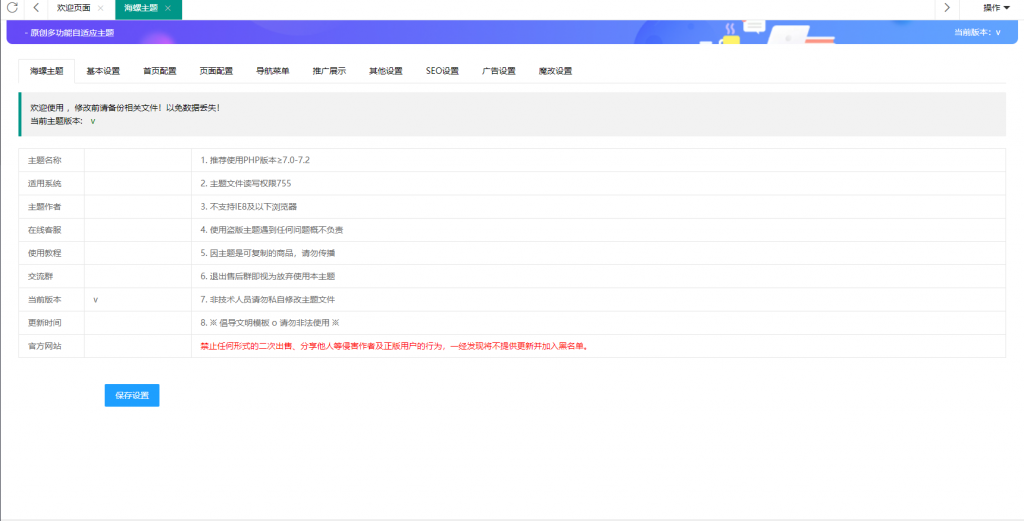 欢迎页面
海螺主题
操作
- 原创多功能自适应主题
当前版本：v
海螺主题 基本设置 首页配置 页面配置 导航菜单 推广展示 其他设置 SEO设置 广告设置 魔改设置
欢迎使用 ，修改前请备份相关文件！以免数据丢失！
当前主题版本： v
主题名称 1. 推荐使用PHP版本≥7.0-7.2
适用系统 2. 主题文件读写权限755
主题作者 3. 不支持IE8及以下浏览器
在线客服 4. 使用盗版主题遇到任何问题概不负责
使用教程 5. 因主题是可复制的商品，请勿传播
交流群 6. 退出售后群即视为放弃使用本主题
当前版本 v 7. 非技术人员请勿私自修改主题文件
更新时间 8. ※ 倡导文明模板 o 请勿非法使用 ※
官方网站 禁止任何形式的二次出售、分享他人等侵害作者及正版用户的行为，一经发现将不提供更新并加入黑名单。
保存设置